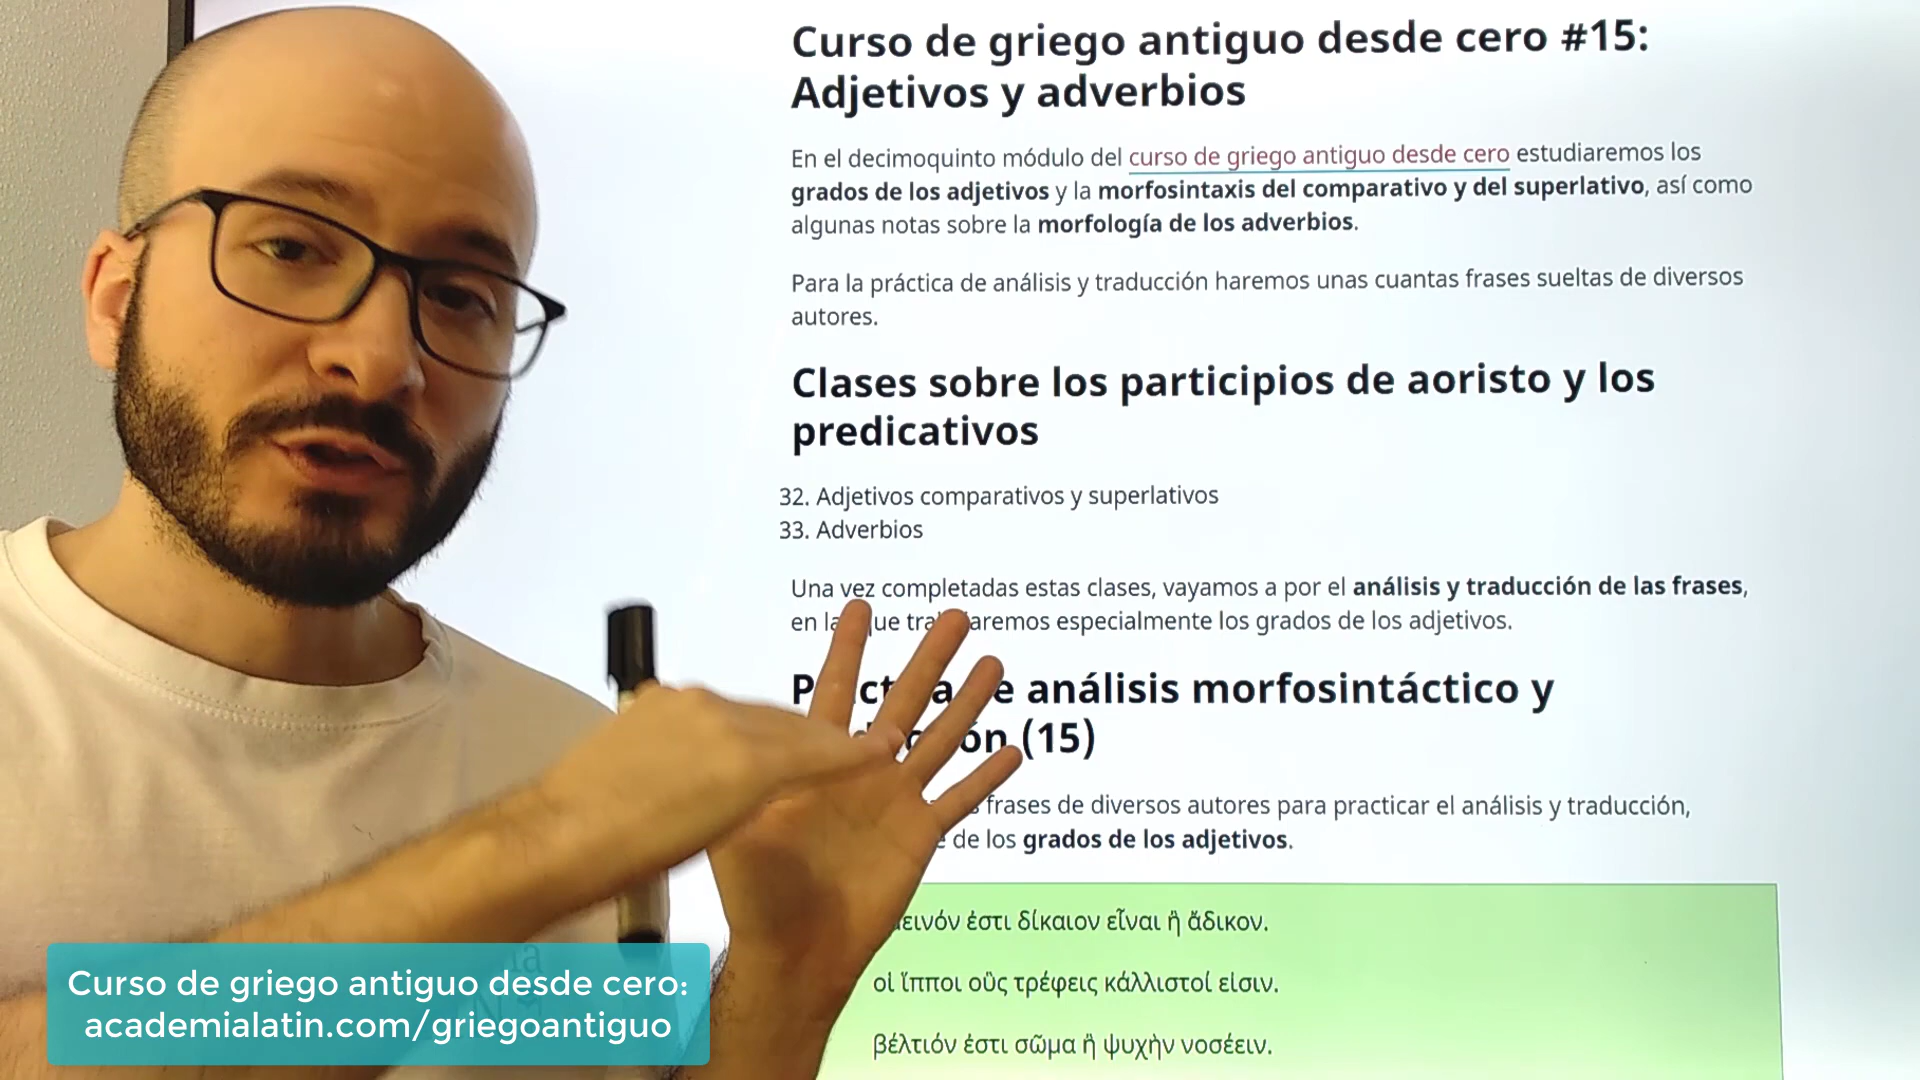 Curso de griego antiguo desde cero #15:
Adjetivos y adverbios
En el decimoquinto módulo del curso de griego antiguo desde cero estudiaremos los
grados de los adjetivos y la morfosintaxis del comparativo y del superlativo, así como
algunas notas sobre la morfología de los adverbios.
Para la práctica de análisis y traducción haremos unas cuantas frases sueltas de diversos
autores.
Clases sobre los participios de aoristo y los
predicativos
32. Adjetivos comparativos y superlativos
33. Adverbios
Una vez completadas estas clases, vayamos a por el análisis y traducción de las frases,
en especialmente los grados de los adjetivos.
análisis morfosintáctico y
(15)
frases de diversos autores para practicar el análisis y traducción,
de los grados de los adjetivos.
ἐστι δίκαιον εἶναι ἢ ἄδικον.
οἱ ἵπποι οὓς τρέφεις κάλλιστοί εἰσιν.
βέλτιόν ἐστι σῶμα ἢ ψυχὴν νοσέειν.
Curso de griego antiguo desde cero:
academialatin.com/griegoantiguo